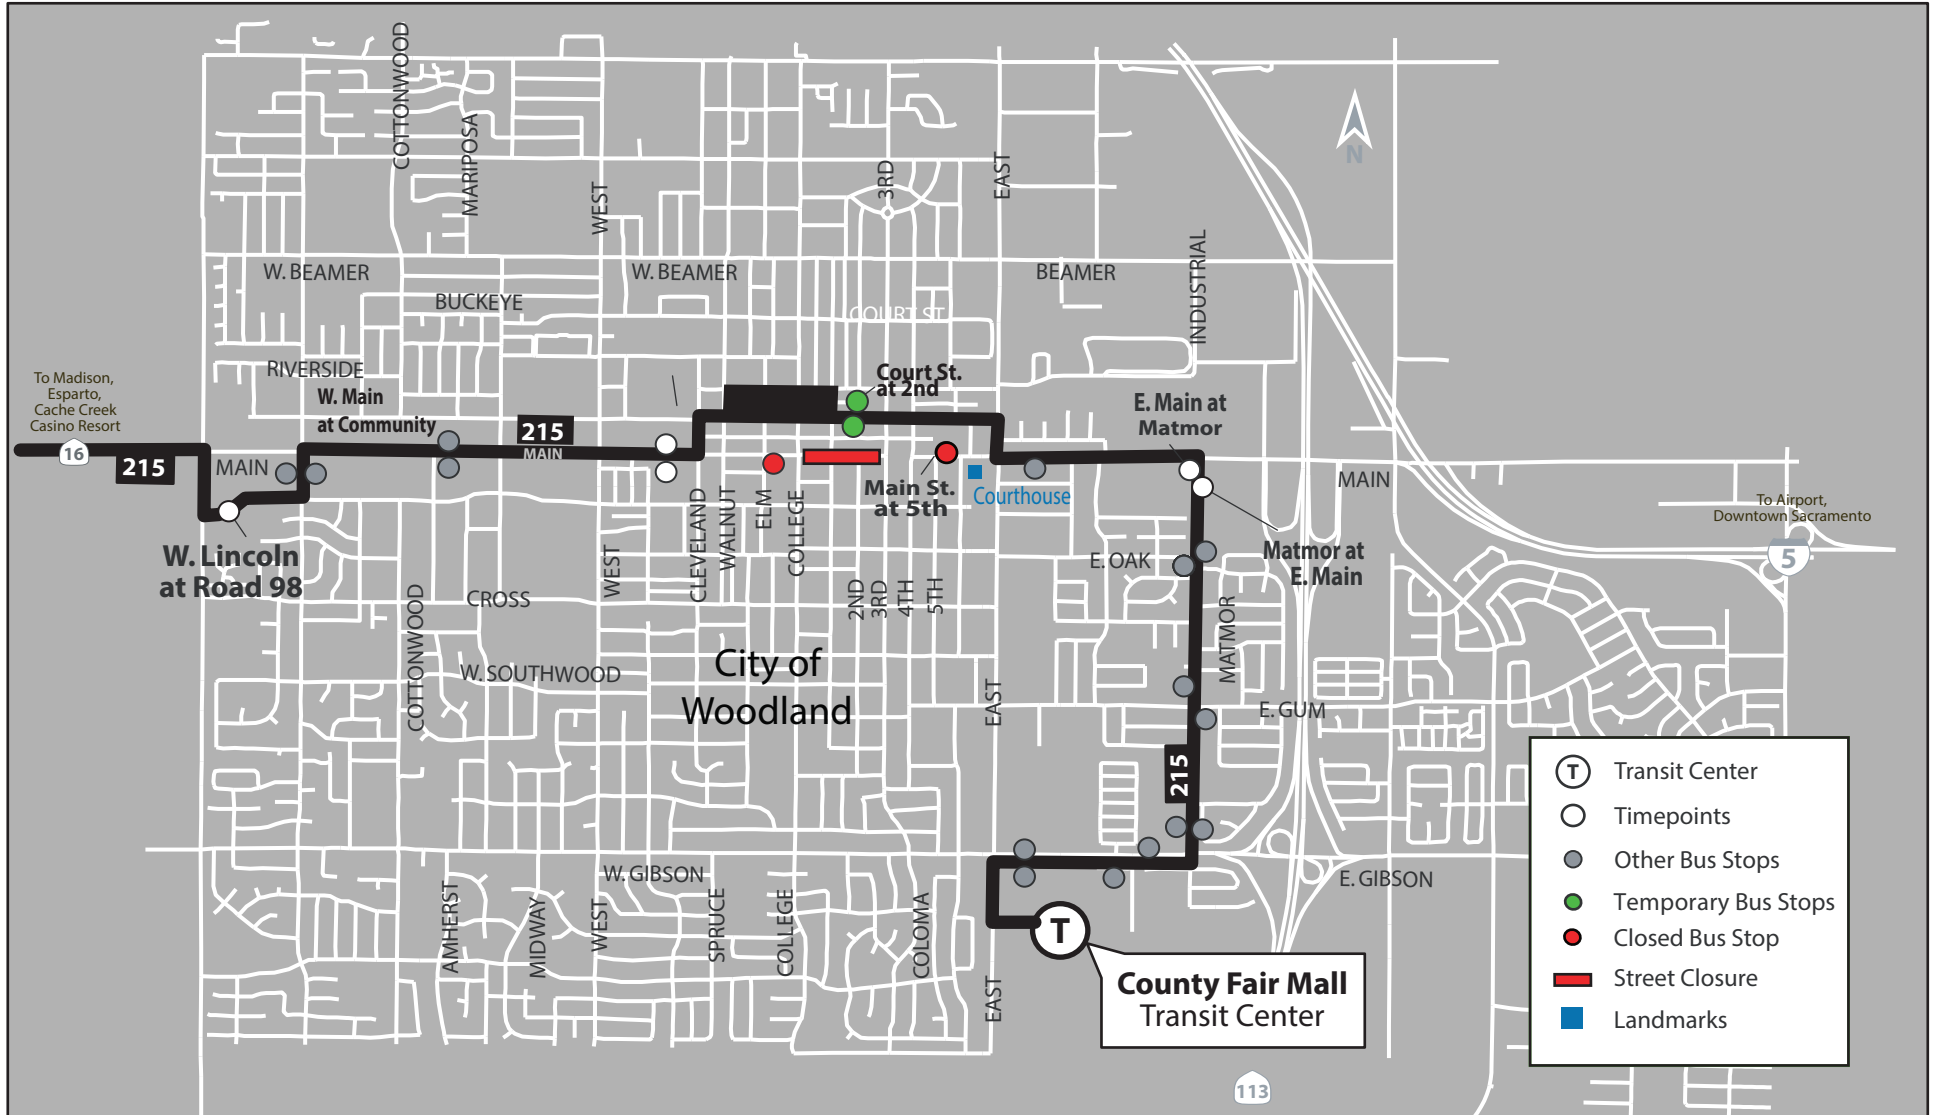 COTTONWOOD
MARIPOSA
WEST
3RD
EAST
N
INDUSTRIAL
W. BEAMER
W. BEAMER
BEAMER
BUCKEYE
COURT ST.
RIVERSIDE
To Madison,
Esparto,
Cache Creek
Casino Resort
16
215
W. Main
at Community
215
MAIN
MAIN
Court St.
at 2nd
E. Main at
Matmor
Main St.
at 5th
Courthouse
MAIN
To Airport,
Downtown Sacramento
5
W. Lincoln
at Road 98
CLEVELAND
WALNUT
ELM
COLLEGE
WEST
E. OAK
Matmor at
E. Main
2ND
3RD
4TH
5TH
CROSS
COTTONWOOD
W. SOUTHWOOD
City of
Woodland
EAST
MATMOR
E. GUM
215
W. GIBSON
E. GIBSON
AMHERST
MIDWAY
WEST
SPRUCE
COLLEGE
COLOMA
EAST
T
County Fair Mall
Transit Center
113
T Transit Center
Timepoints
Other Bus Stops
Temporary Bus Stops
Closed Bus Stop
Street Closure
Landmarks